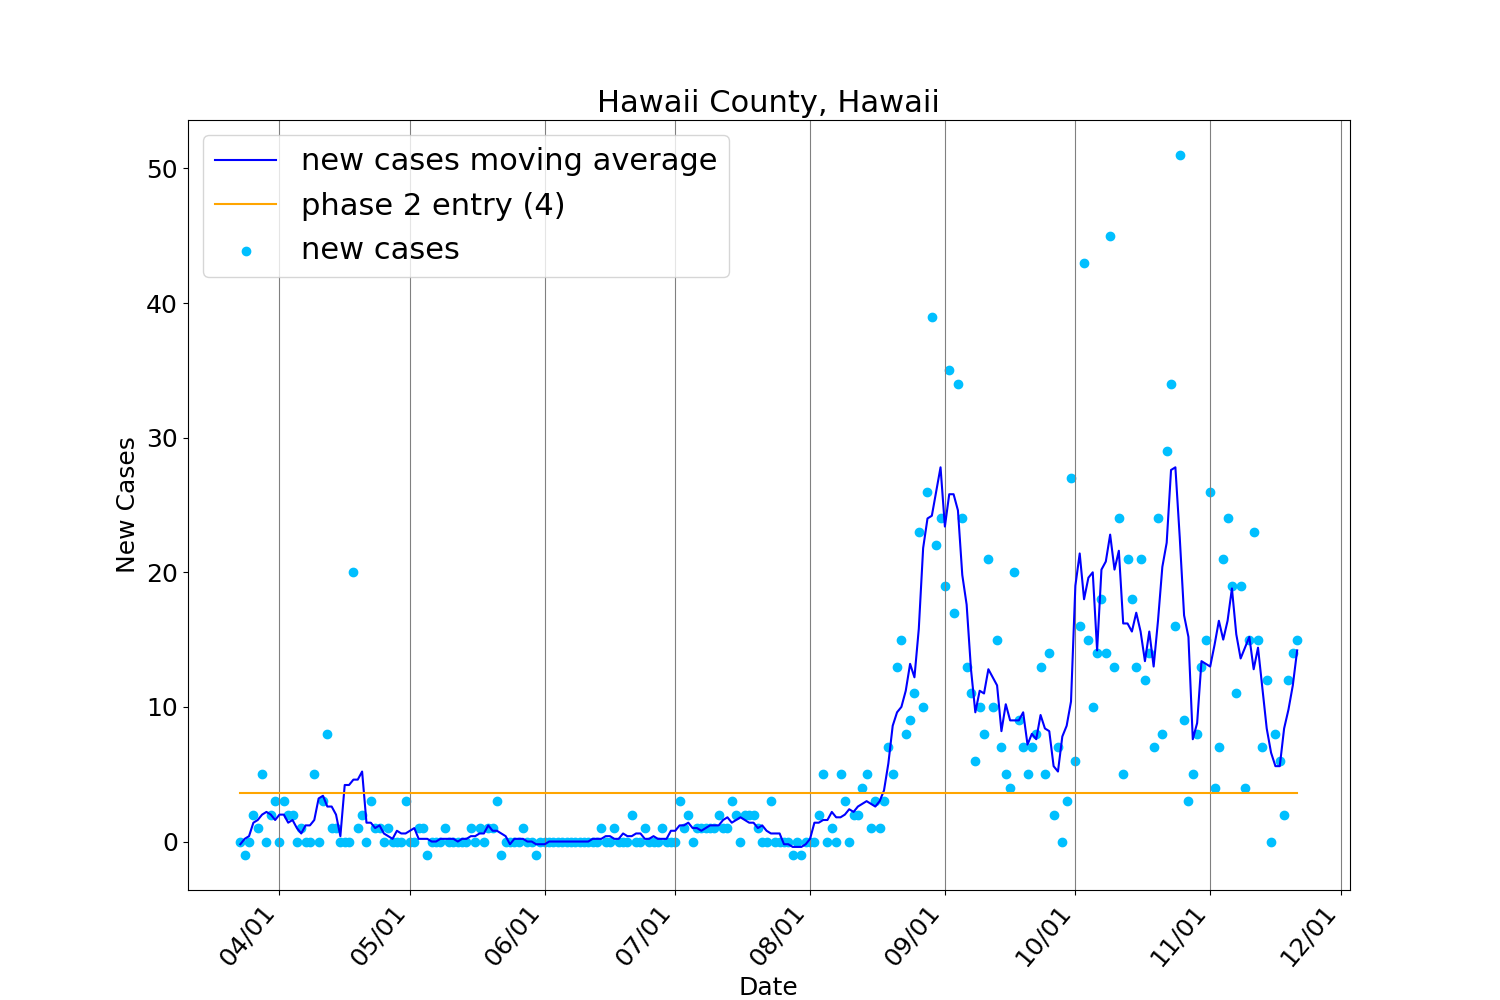 Hawaii County, Hawaii
new cases moving average
phase 2 entry (4)
new cases
50
40
30
20
10
0
New Cases
04/01
05/01
06/01
07/01
08/01
09/01
10/01
11/01
12/01
Date